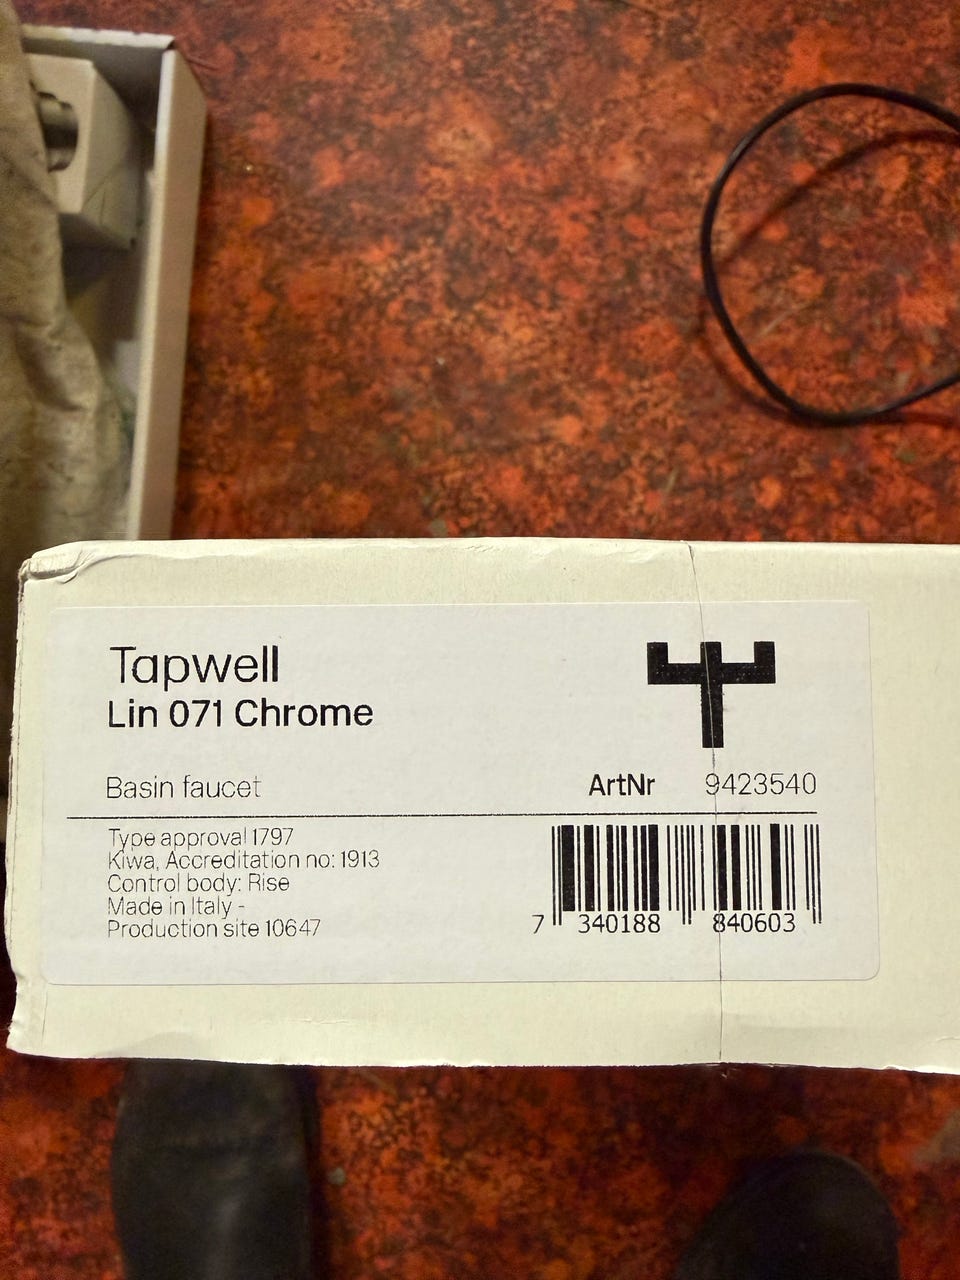 Tapwell
Lin 071 Chrome
Basin faucet
ArtNr 9423540
Type approval 1797
Kiwa, Accreditation no: 1913
Control body: Rise
Made in Italy -
Production site 10647
7 340188 840603